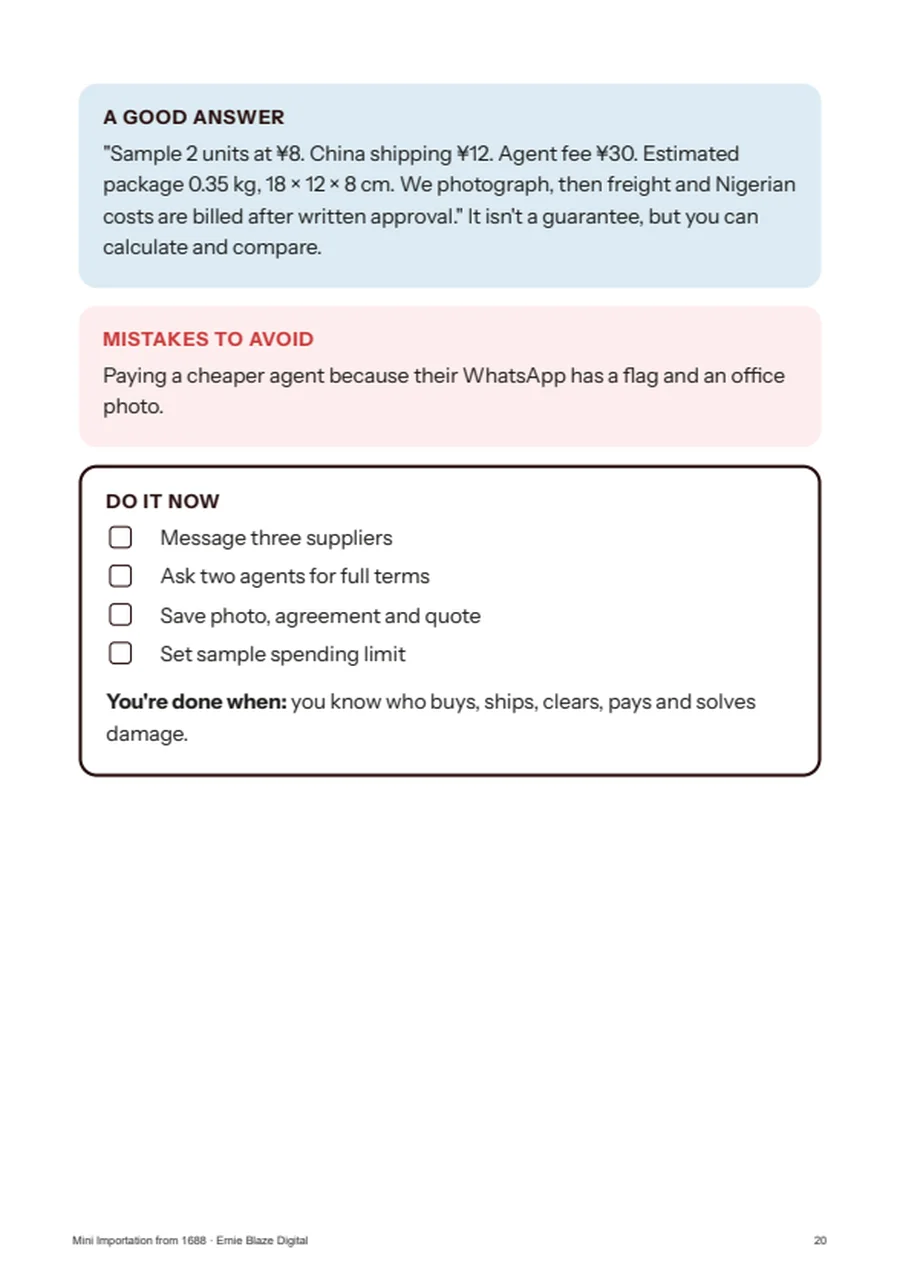 A GOOD ANSWER
"Sample 2 units at ¥8. China shipping ¥12. Agent fee ¥30. Estimated
package 0.35 kg, 18 × 12 × 8 cm. We photograph, then freight and Nigerian
costs are billed after written approval." It isn't a guarantee, but you can
calculate and compare.
MISTAKES TO AVOID
Paying a cheaper agent because their WhatsApp has a flag and an office
photo.
DO IT NOW
Message three suppliers
Ask two agents for full terms
Save photo, agreement and quote
Set sample spending limit
You're done when: you know who buys, ships, clears, pays and solves
damage.
Mini Importation from 1688 · Ernie Blaze Digital
20